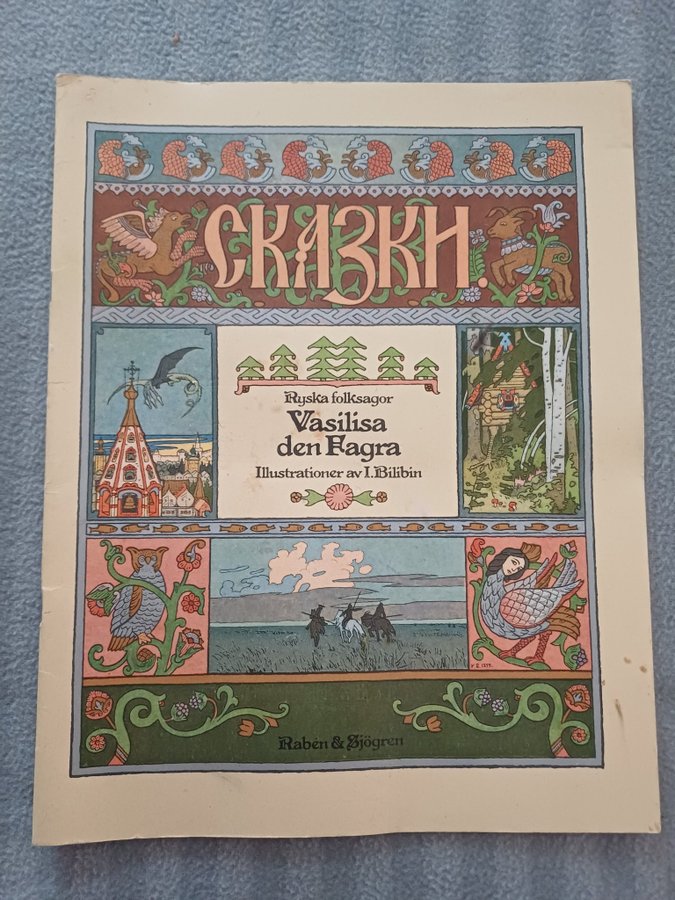 СКАЗКИ.
Ryska folksagor
Vasilisa
den Fagra
Illustrationer av I. Bilibin
Rabén & Sjögren